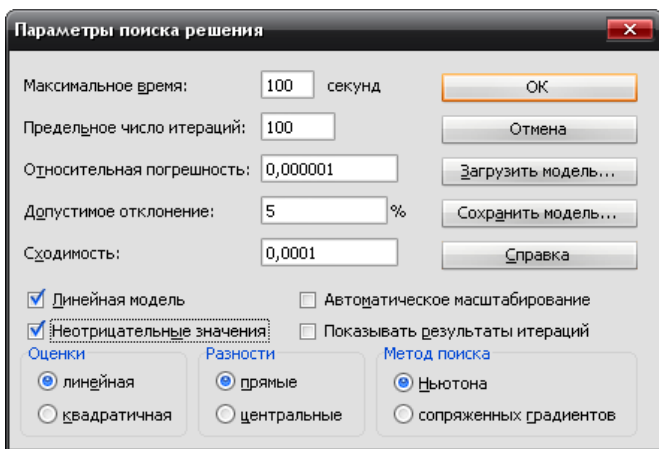 Параметры поиска решения
Максимальное время: 100 секунд ОК
Предельное число итераций: 100 Отмена
Относительная погрешность: 0,000001 Загрузить модель...
Допустимое отклонение: 5 % Сохранить модель...
Сходимость: 0,0001 Справка
Линейная модель Автоматическое масштабирование
Неотрицательные значения Показывать результаты итераций
Оценки Разности Метод поиска
линейная прямые Ньютона
квадратичная центральные сопряженных градиентов